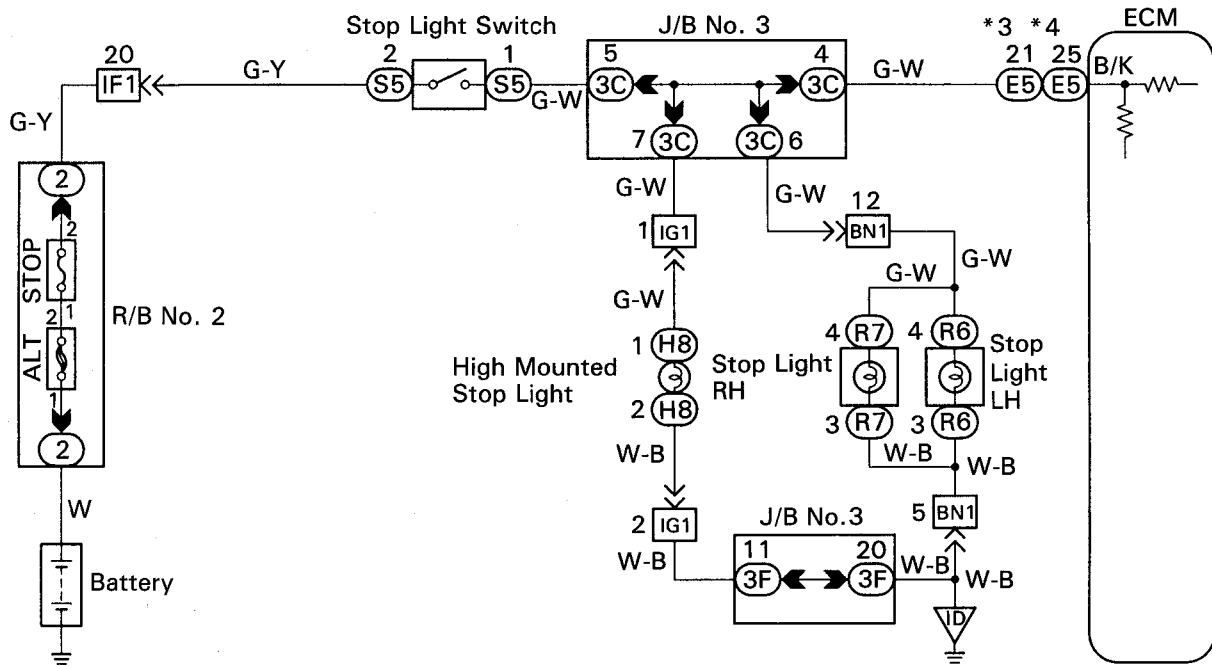 Stop Light Switch
J/B No. 3
*3 *4
ECM
20
2
1
5
4
21
25
IF1
G-Y
S5
S5
G-W
3C
3C
G-W
E5
E5
B/K
G-Y
7
3C
3C
6
2
G-W
G-W
12
1
IG1
BN1
2
STOP
G-W
G-W
1
R/B No. 2
G-W
2
ALT
1
1
H8
4
R7
4
R6
High Mounted
Stop Light
Stop Light
RH
Stop
Light
LH
2
H8
3
R7
3
R6
2
W-B
W-B
W-B
W
2
IG1
J/B No.3
5
BN1
W-B
11
20
W-B
W-B
Battery
3F
3F
ID